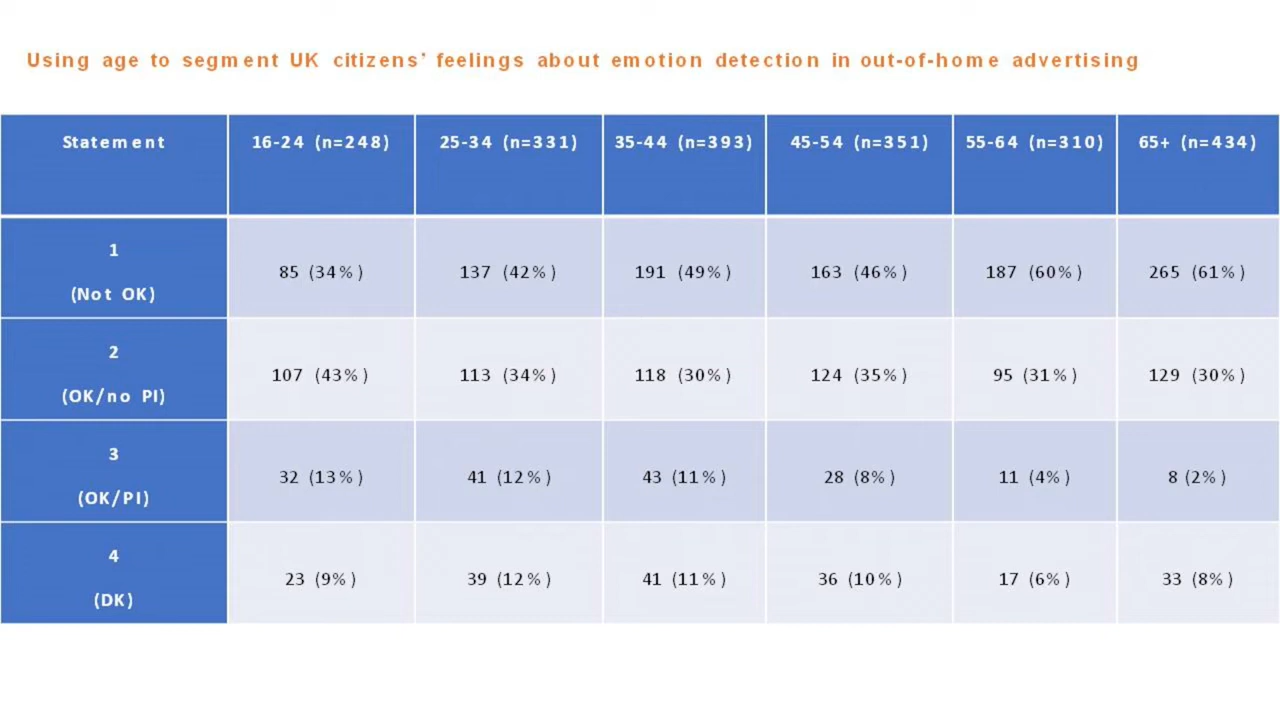 Using age to segment UK citizens’ feelings about emotion detection in out-of-home advertising
Statement 16-24 (n=248) 25-34 (n=331) 35-44 (n=393) 45-54 (n=351) 55-64 (n=310) 65+ (n=434)
1
(Not OK) 85 (34%) 137 (42%) 191 (49%) 163 (46%) 187 (60%) 265 (61%)
2
(OK/no PI) 107 (43%) 113 (34%) 118 (30%) 124 (35%) 95 (31%) 129 (30%)
3
(OK/PI) 32 (13%) 41 (12%) 43 (11%) 28 (8%) 11 (4%) 8 (2%)
4
(DK) 23 (9%) 39 (12%) 41 (11%) 36 (10%) 17 (6%) 33 (8%)